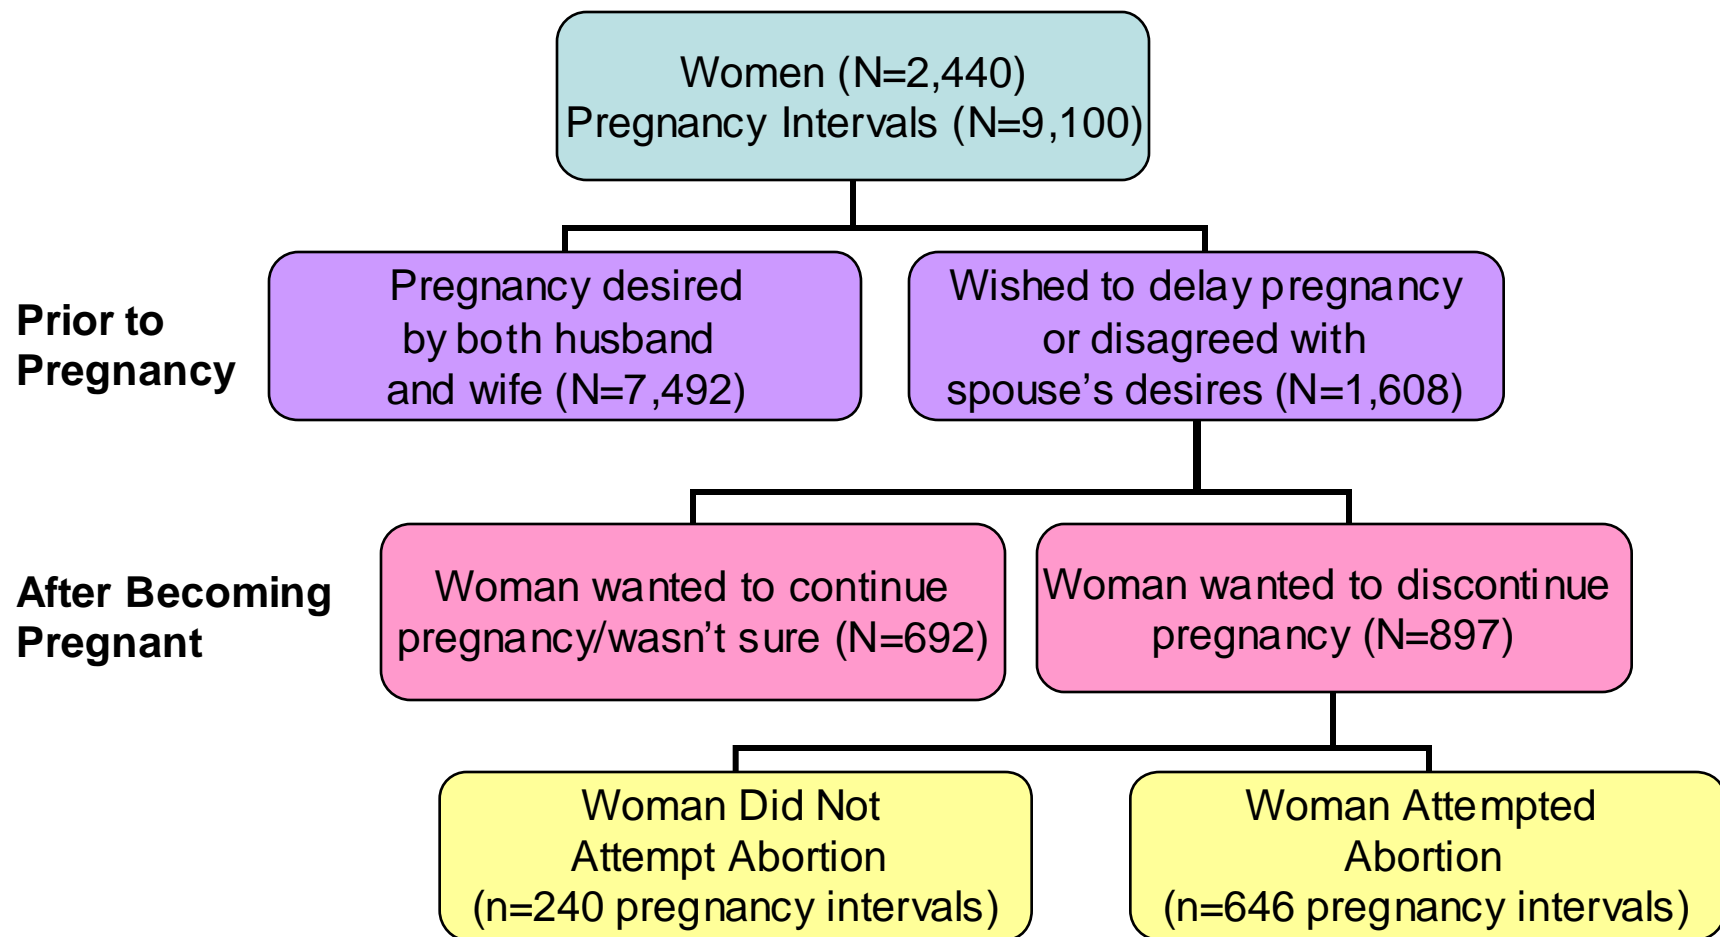 Women (N=2,440)
Pregnancy Intervals (N=9,100)
Prior to
Pregnancy
Pregnancy desired
by both husband
and wife (N=7,492)
Wished to delay pregnancy
or disagreed with
spouse’s desires (N=1,608)
After Becoming
Pregnant
Woman wanted to continue
pregnancy/wasn’t sure (N=692)
Woman wanted to discontinue
pregnancy (N=897)
Woman Did Not
Attempt Abortion
(n=240 pregnancy intervals)
Woman Attempted
Abortion
(n=646 pregnancy intervals)